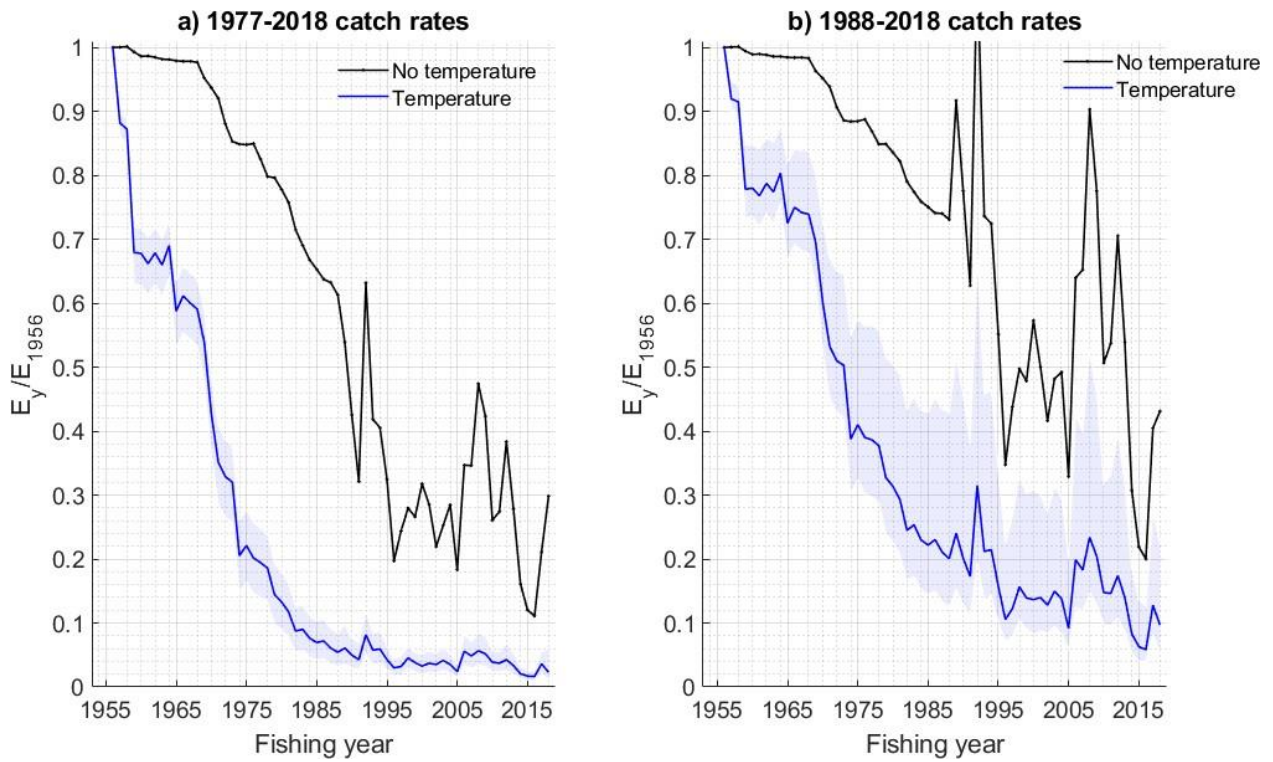 a) 1977-2018 catch rates
No temperature
Temperature
1
0.9
0.8
0.7
0.6
0.5
0.4
0.3
0.2
0.1
0
E_y/E_1956
1955 1965 1975 1985 1995 2005 2015
Fishing year
b) 1988-2018 catch rates
No temperature
Temperature
1
0.9
0.8
0.7
0.6
0.5
0.4
0.3
0.2
0.1
0
E_y/E_1956
1955 1965 1975 1985 1995 2005 2015
Fishing year